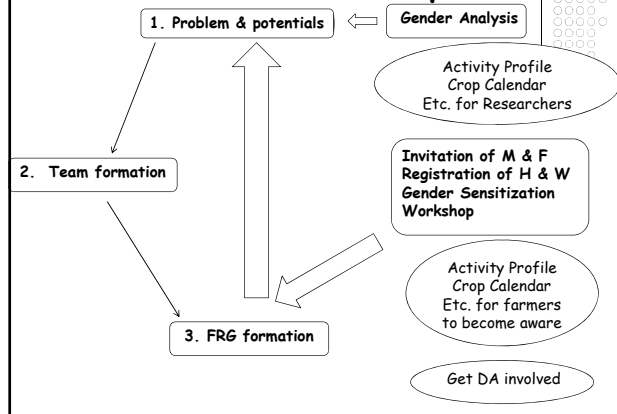 1. Problem & potentials
Gender Analysis
Activity Profile
Crop Calendar
Etc. for Researchers
2. Team formation
Invitation of M & F
Registration of H & W
Gender Sensitization
Workshop
Activity Profile
Crop Calendar
Etc. for farmers
to become aware
3. FRG formation
Get DA involved